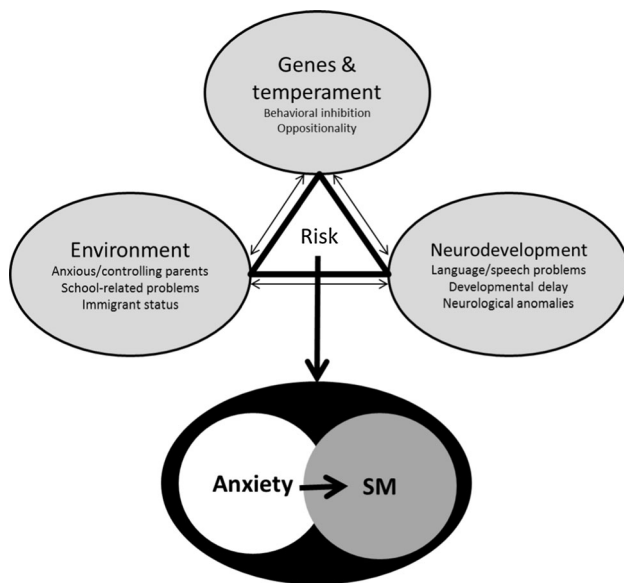 Genes &
temperament
Behavioral inhibition
Oppositionality
Risk
Environment
Anxious/controlling parents
School-related problems
Immigrant status
Neurodevelopment
Language/speech problems
Developmental delay
Neurological anomalies
Anxiety
SM